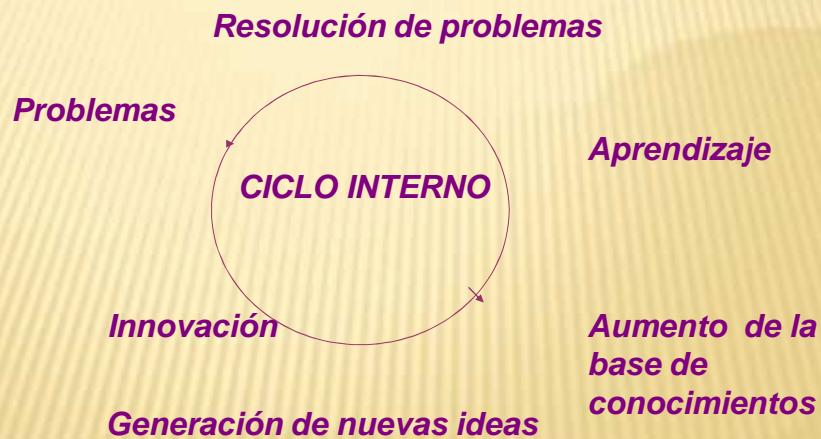 Resolución de problemas
Problemas
Aprendizaje
CICLO INTERNO
Innovación
Aumento de la
base de
conocimientos
Generación de nuevas ideas